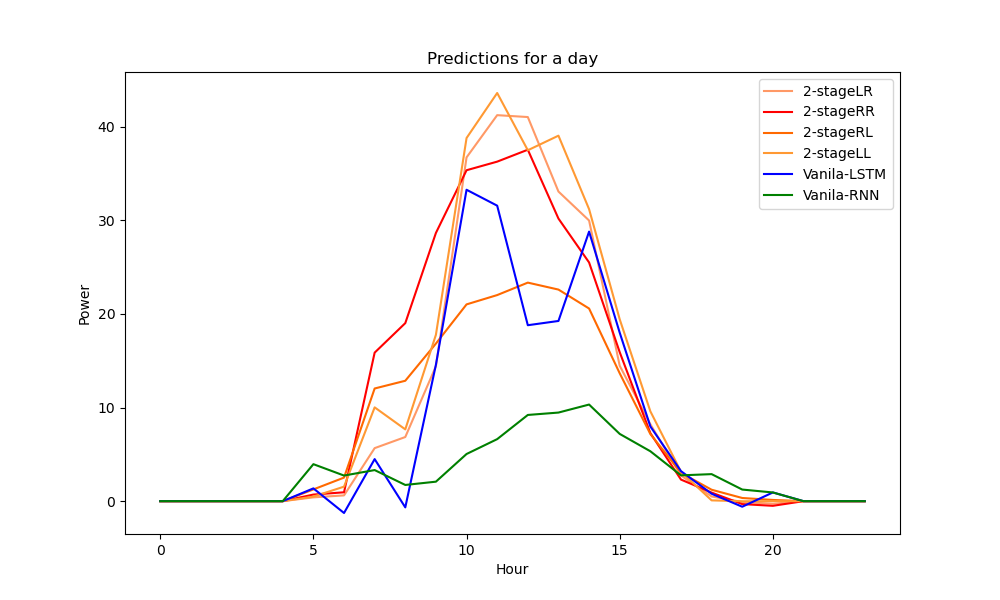 Predictions for a day
2-stageLR
2-stageRR
2-stageRL
2-stageLL
Vanila-LSTM
Vanila-RNN
Power
40
30
20
10
0
0 5 10 15 20
Hour